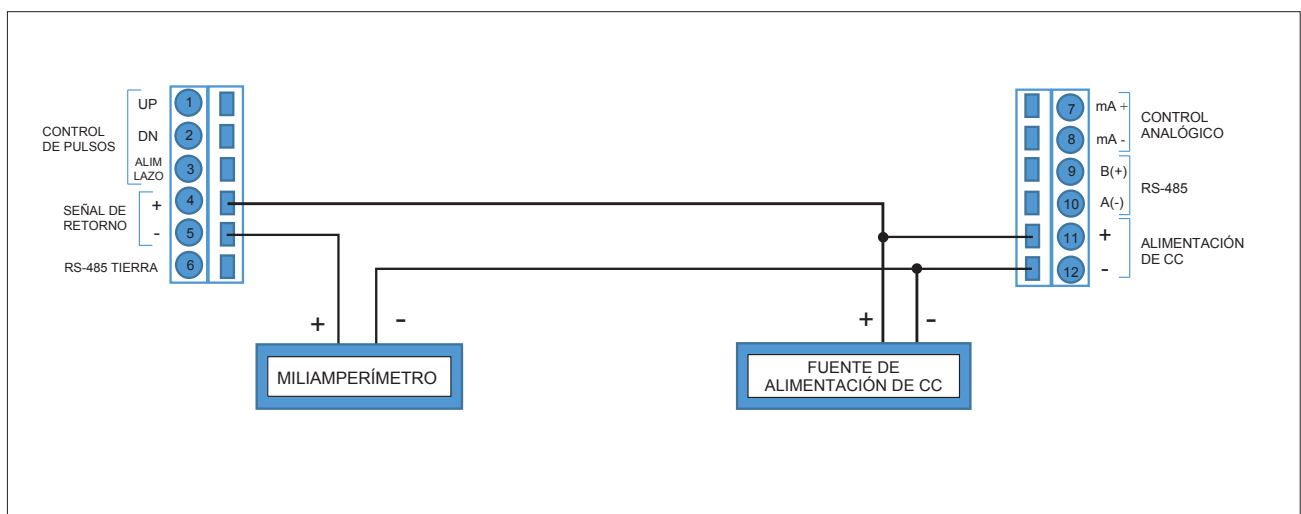 CONTROL
DE PULSOS
UP
1
DN
2
ALIM
LAZO
3
SEÑAL DE
RETORNO
+
4
-
5
RS-485 TIERRA
6
7
mA +
8
mA -
CONTROL
ANALÓGICO
9
B(+)
10
A(-)
RS-485
11
+
12
-
ALIMENTACIÓN
DE CC
+
-
MILIAMPERÍMETRO
+
-
FUENTE DE
ALIMENTACIÓN DE CC